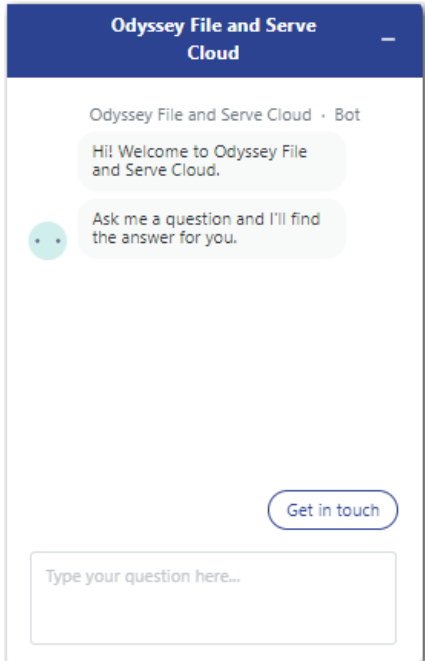 Odyssey File and Serve
Cloud
Odyssey File and Serve Cloud · Bot
Hi! Welcome to Odyssey File
and Serve Cloud.
Ask me a question and I'll find
the answer for you.
Get in touch
Type your question here...